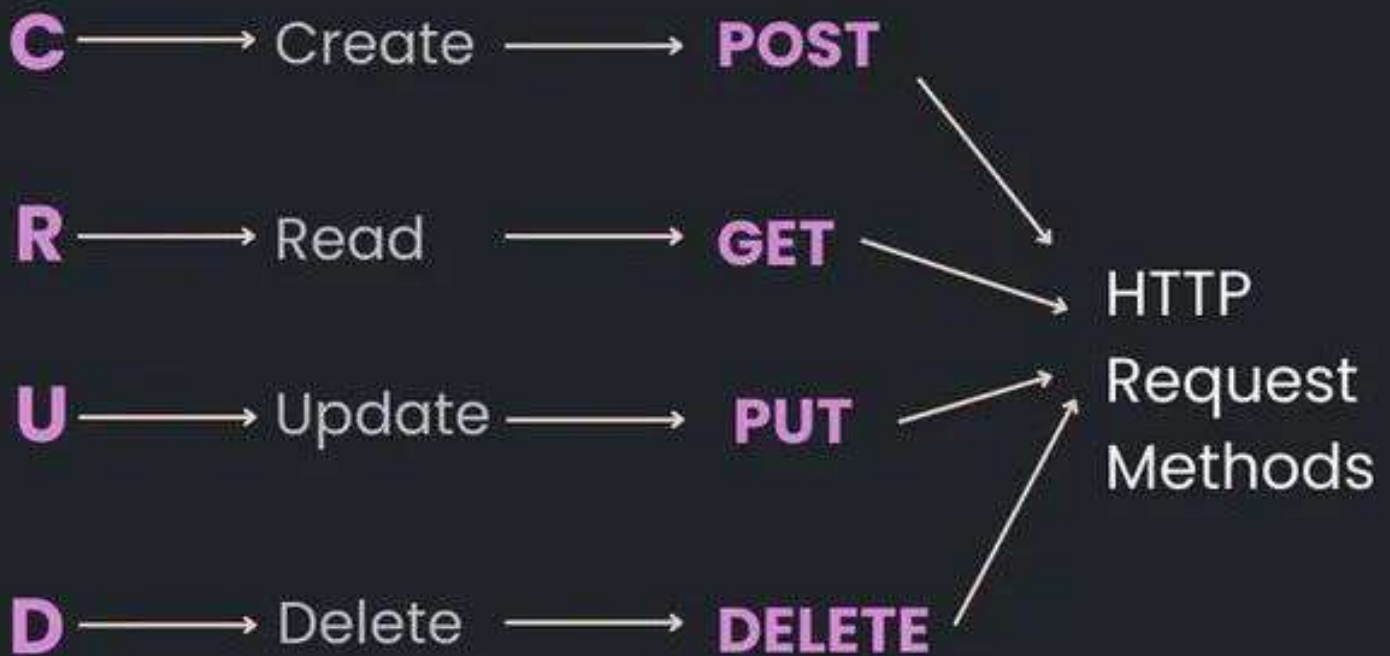 C Create POST
R Read GET
HTTP
Request
U Update PUT
Methods
D Delete DELETE